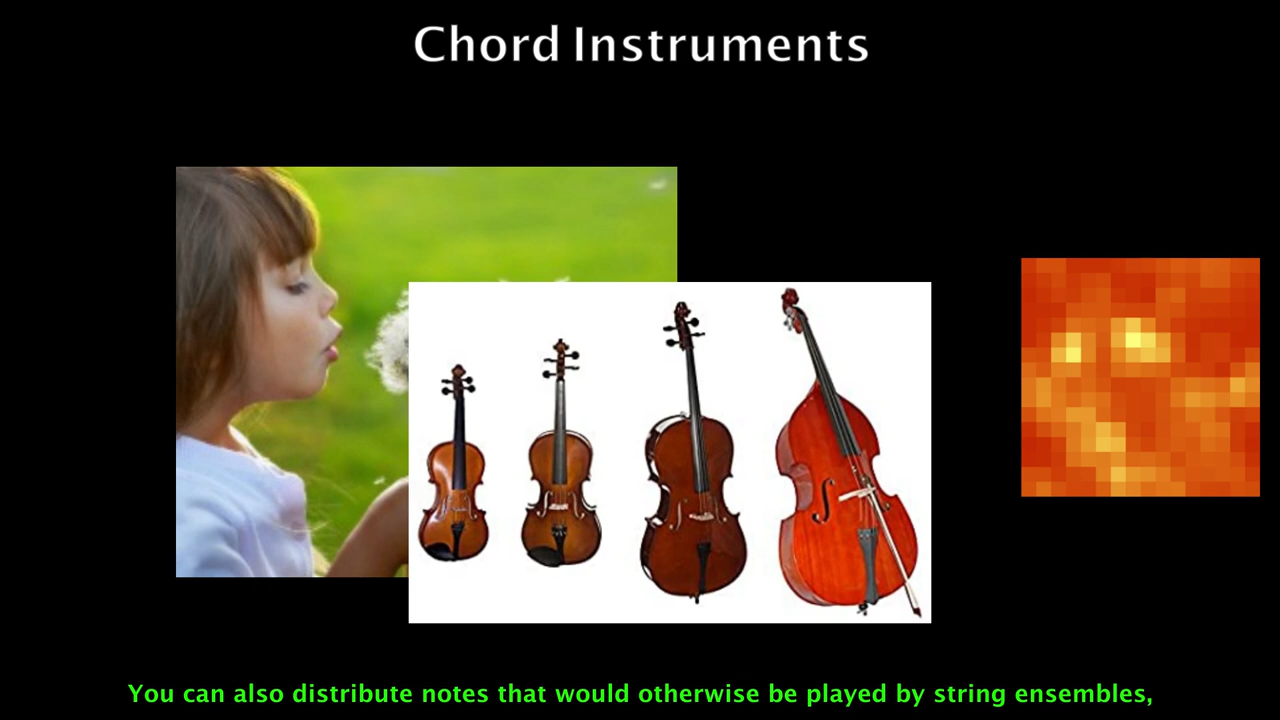 Chord Instruments
You can also distribute notes that would otherwise be played by string ensembles,